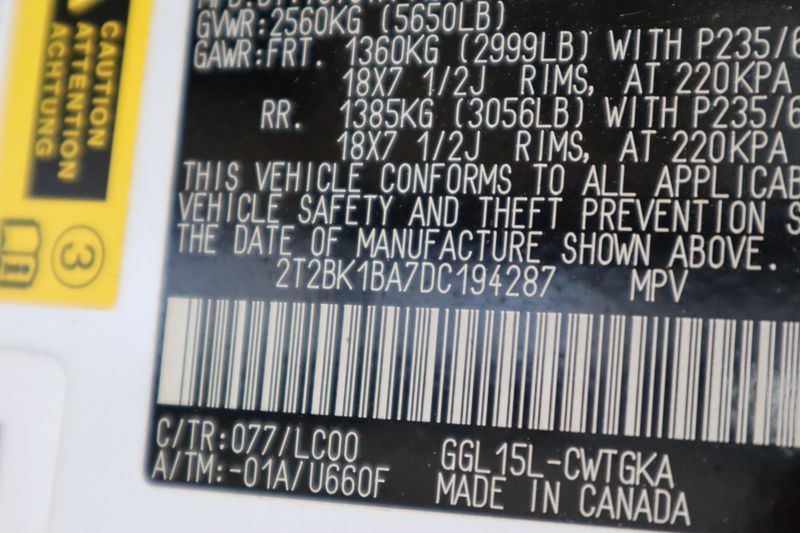 GVWR:2560KG (5650LB)
GAWR:FRT. 1360KG (2999LB) WITH P235/6
18X7 1/2J RIMS, AT 220KPA
RR. 1385KG (3056LB) WITH P235/6
18X7 1/2J RIMS, AT 220KPA
THIS VEHICLE CONFORMS TO ALL APPLICAB
VEHICLE SAFETY AND THEFT PREVENTION S
THE DATE OF MANUFACTURE SHOWN ABOVE.
2T2BK1BA7DC194287 MPV
C/TR:077/LC00
A/TM:-01A/U660F
GGL15L-CWTGKA
MADE IN CANADA
CAUTION
ATTENTION
ACHTUNG
3